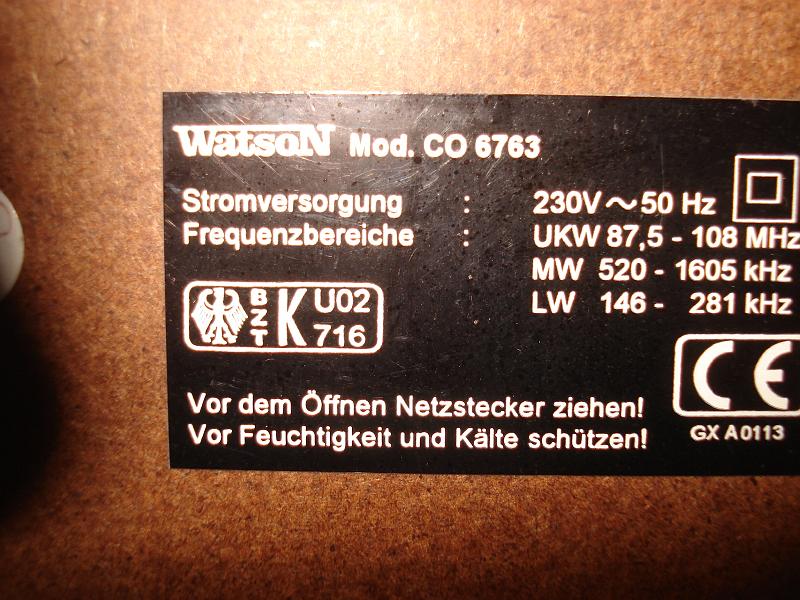 Watson Mod. CO 6763
Stromversorgung : 230V ~ 50 Hz
Frequenzbereiche : UKW 87,5 - 108 MHz
MW 520 - 1605 kHz
LW 146 - 281 kHz
BZT K U02 716
CE
GX A0113
Vor dem Öffnen Netzstecker ziehen!
Vor Feuchtigkeit und Kälte schützen!